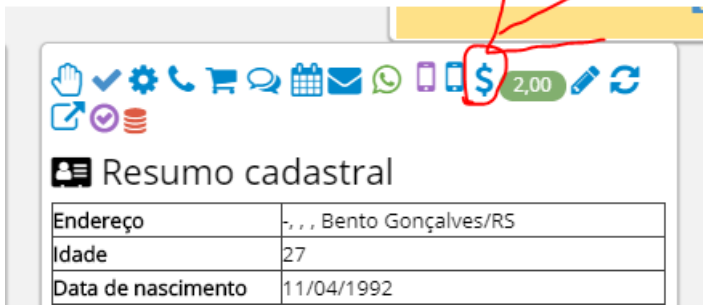 $ 2,00
Resumo cadastral
Endereço -, , , Bento Gonçalves/RS
Idade 27
Data de nascimento 11/04/1992